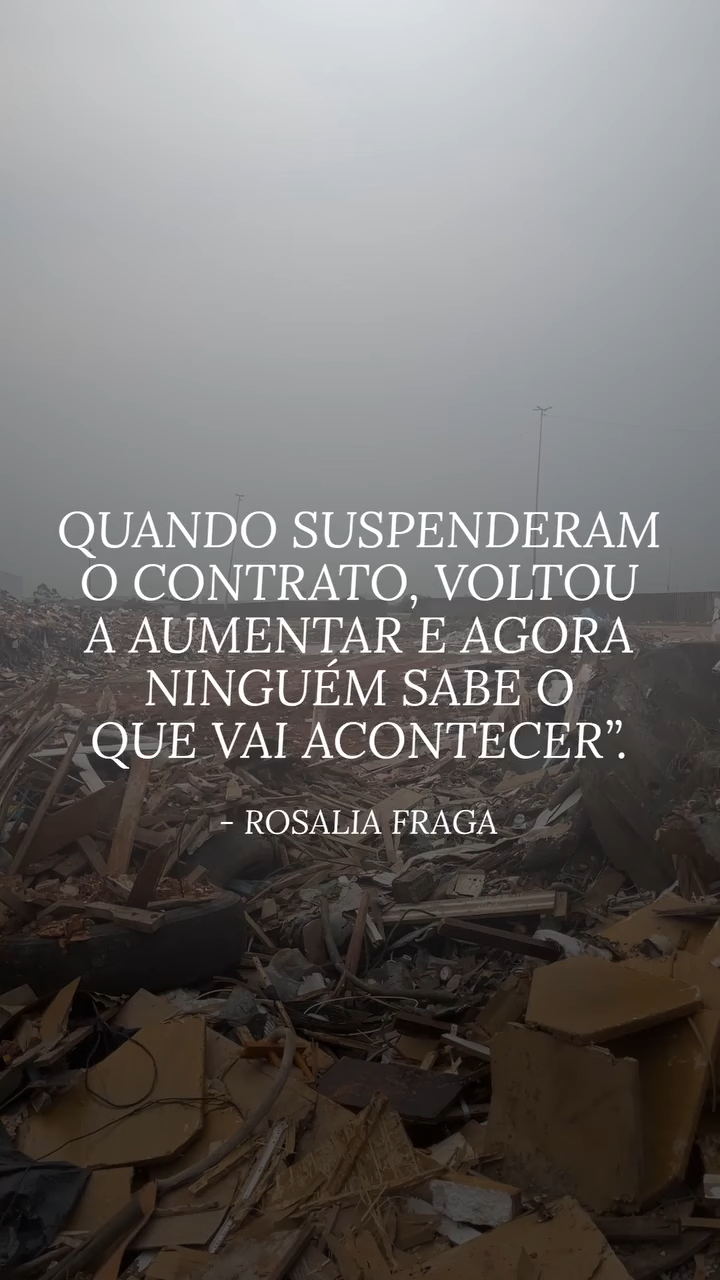 QUANDO SUSPENDERAM
O CONTRATO, VOLTOU
A AUMENTAR E AGORA
NINGUÉM SABE O
QUE VAI ACONTECER”.
- ROSALIA FRAGA